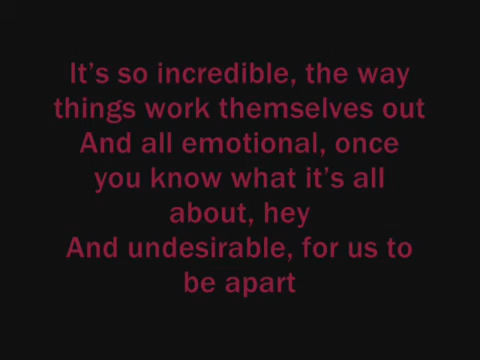 It’s so incredible, the way
things work themselves out
And all emotional, once
you know what it’s all
about, hey
And undesirable, for us to
be apart